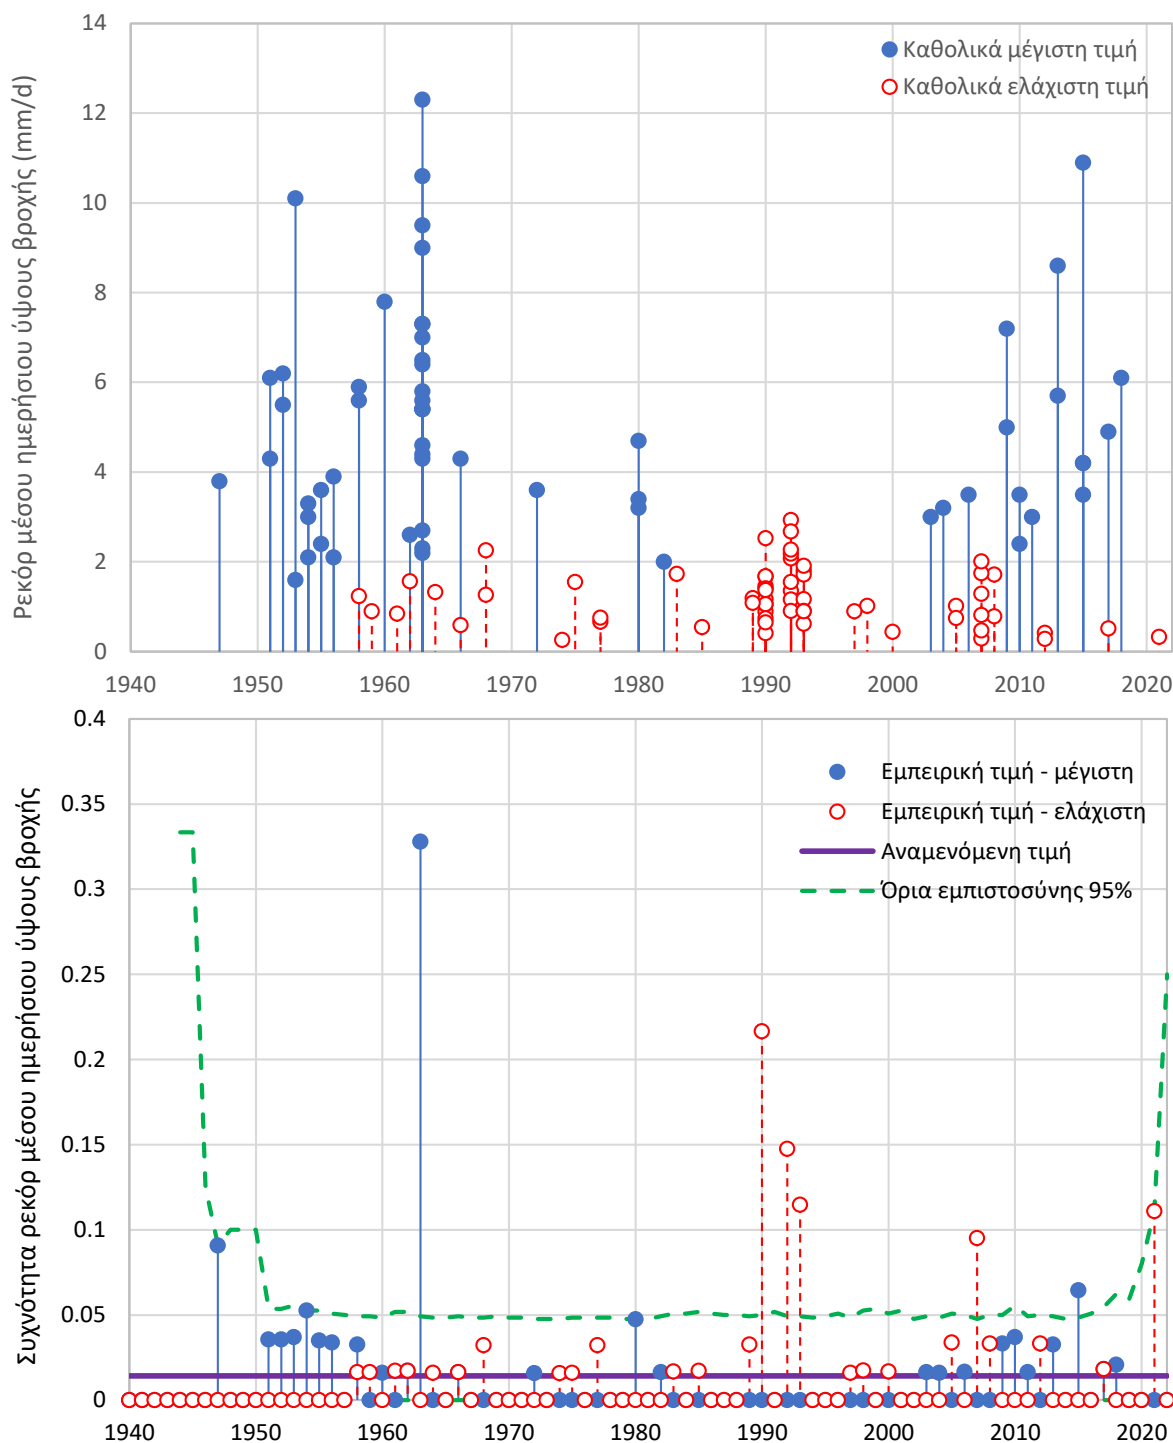 14
12
10
8
6
4
2
0
Ρεκόρ μέσου ημερήσιου ύψους βροχής (mm/d)
Καθολικά μέγιστη τιμή
Καθολικά ελάχιστη τιμή
1940 1950 1960 1970 1980 1990 2000 2010 2020
0.4
0.35
0.3
0.25
0.2
0.15
0.1
0.05
0
Συχνότητα ρεκόρ μέσου ημερήσιου ύψους βροχής
Εμπειρική τιμή - μέγιστη
Εμπειρική τιμή - ελάχιστη
Αναμενόμενη τιμή
Όρια εμπιστοσύνης 95%
1940 1950 1960 1970 1980 1990 2000 2010 2020